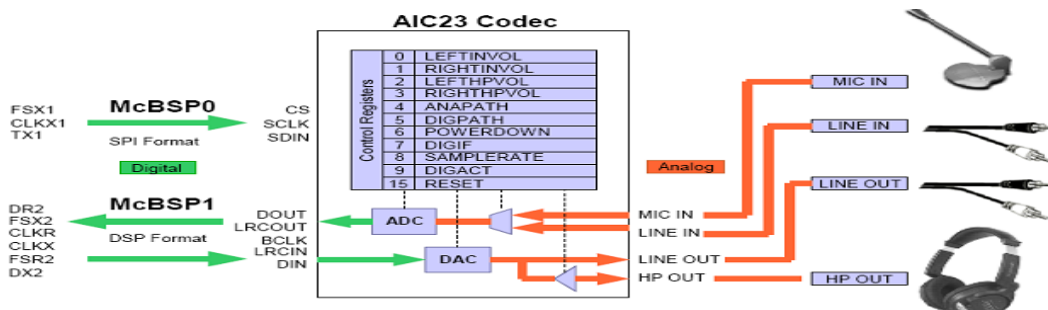 AIC23 Codec
Control Registers
0 LEFTINVOL
1 RIGHTINVOL
2 LEFTHPVOL
3 RIGHTHPVOL
4 ANAPATH
5 DIGPATH
6 POWERDOWN
7 DIGIF
8 SAMPLERATE
9 DIGACT
15 RESET
FSX1
CLKX1
TX1
McBSP0
SPI Format
CS
SCLK
SDIN
Digital
DR2
FSX2
CLKR
CLKX
FSR2
DX2
McBSP1
DSP Format
DOUT
LRCOUT
BCLK
LRCIN
DIN
ADC
DAC
Analog
MIC IN
LINE IN
LINE OUT
HP OUT
MIC IN
LINE IN
LINE OUT
HP OUT